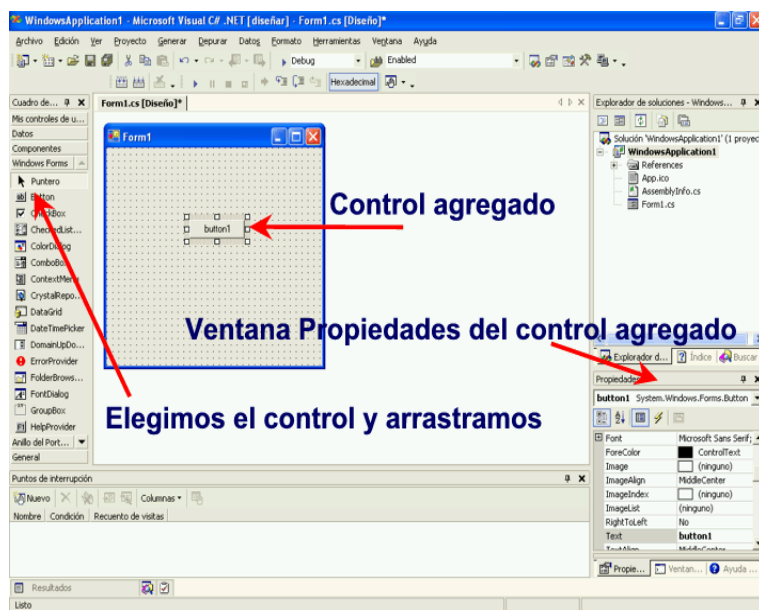 WindowsApplication1 - Microsoft Visual C# .NET [diseñar] - Form1.cs [Diseño]*
Archivo Edición Ver Proyecto Generar Depurar Datos Formato Herramientas Ventana Ayuda
Debug Enabled
Hexadecimal
Cuadro de...
Mis controles de u...
Datos
Componentes
Windows Forms
Puntero
Button
CheckBox
CheckedList...
ColorDialog
ComboBox
ContextMenu
CrystalRepo...
DataGrid
DateTimePicker
DomainUpDo...
ErrorProvider
FolderBrows...
FontDialog
GroupBox
HelpProvider
Anillo del Port...
General
Form1.cs [Diseño]*
Form1
button1
Control agregado
Ventana Propiedades del control agregado
Elegimos el control y arrastramos
Explorador de soluciones - Windows...
Solución 'WindowsApplication1' (1 proyec
WindowsApplication1
References
App.ico
AssemblyInfo.cs
Form1.cs
Explorador d... Índice Buscar
Propiedades
button1 System.Windows.Forms.Button
Font Microsoft Sans Serif;
ForeColor ControlText
Image (ninguno)
ImageAlign MiddleCenter
ImageIndex (ninguno)
ImageList (ninguno)
RightToLeft No
Text button1
TextAlign MiddleCenter
Propie... Ventan... Ayuda ...
Puntos de interrupción
Nuevo Columnas
Nombre Condición Recuento de visitas
Resultados
Listo